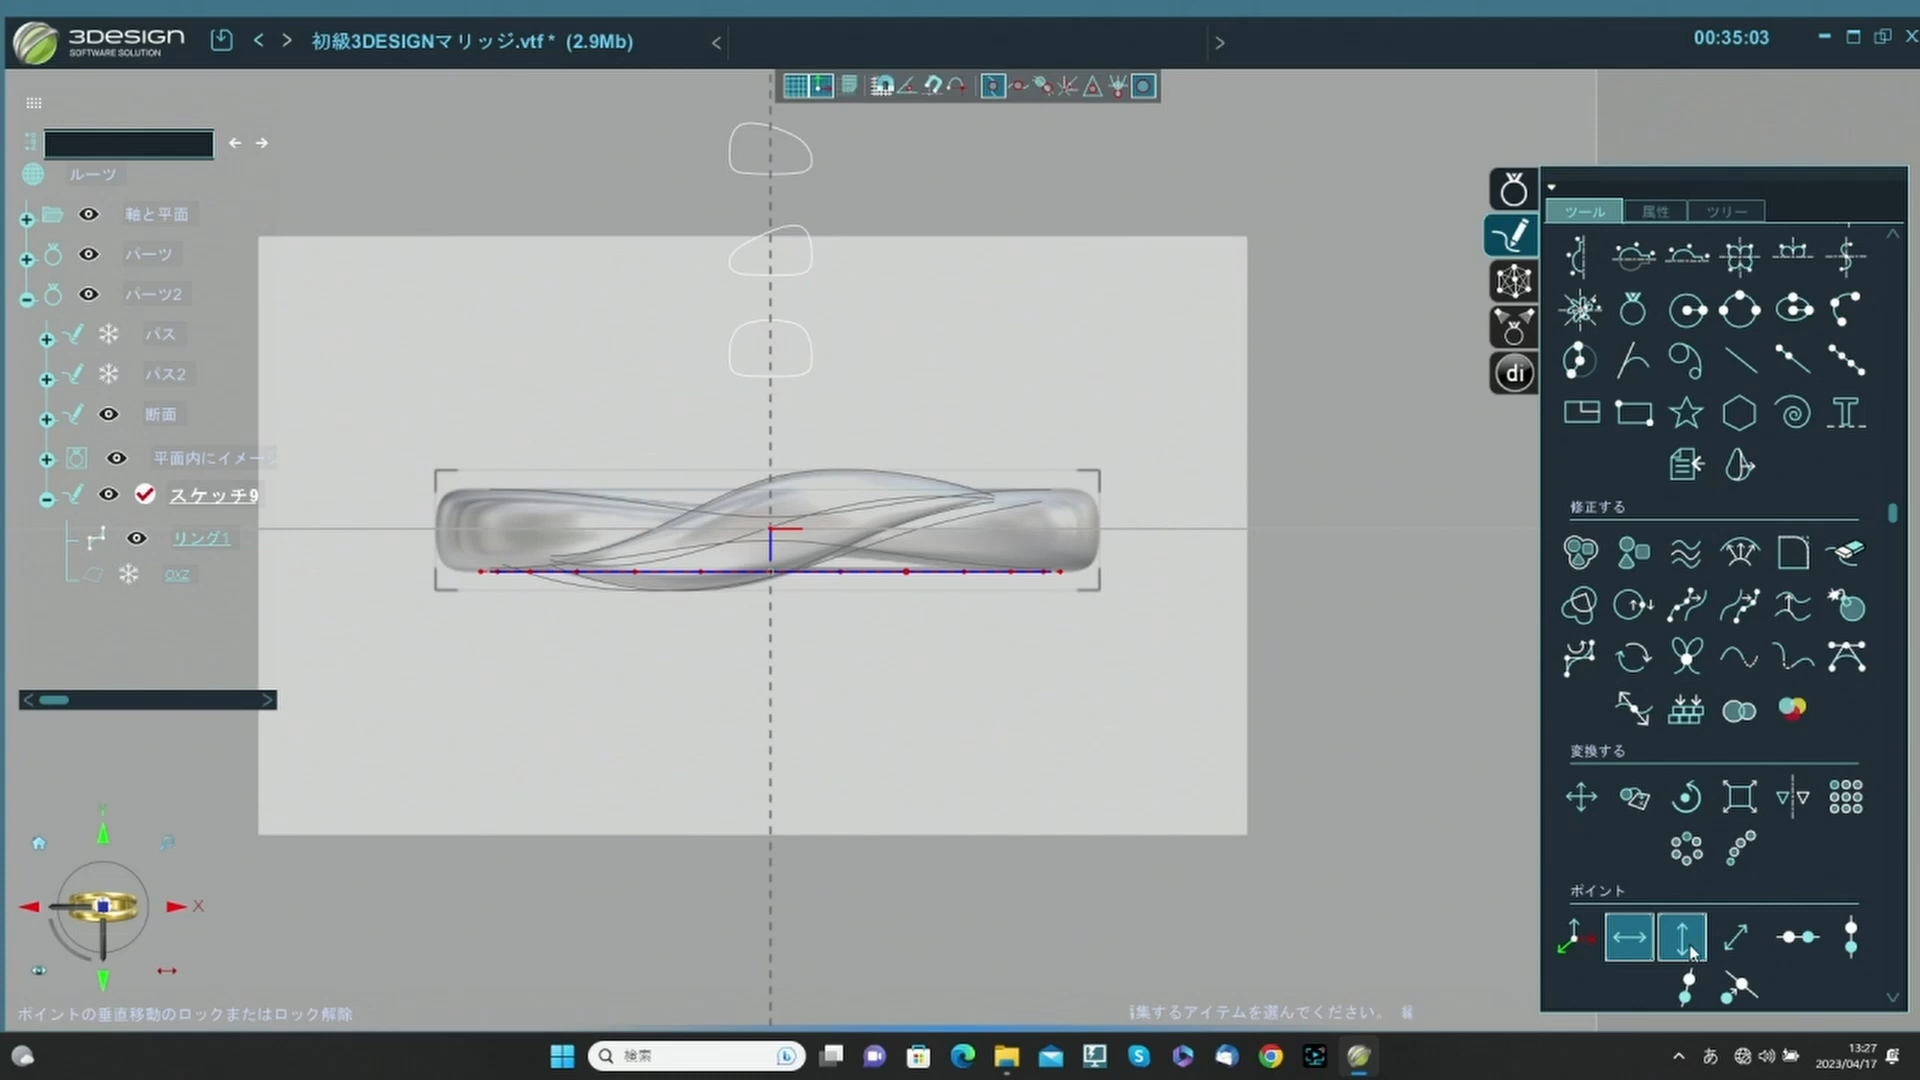 3DESIGN
SOFTWARE SOLUTION
初級3DESIGNマリッジ.vtf * (2.9Mb)
00:35:03
ルーツ
軸と平面
パーツ
パーツ2
パス
パス2
断面
平面内にイメー
スケッチ9
リング1
OXZ
ツール
属性
ツリー
修正する
変換する
ポイント
di
X
ポイントの垂直移動のロックまたはロック解除
集するアイテムを選んでください。
検索
あ
13:27
2023/04/17